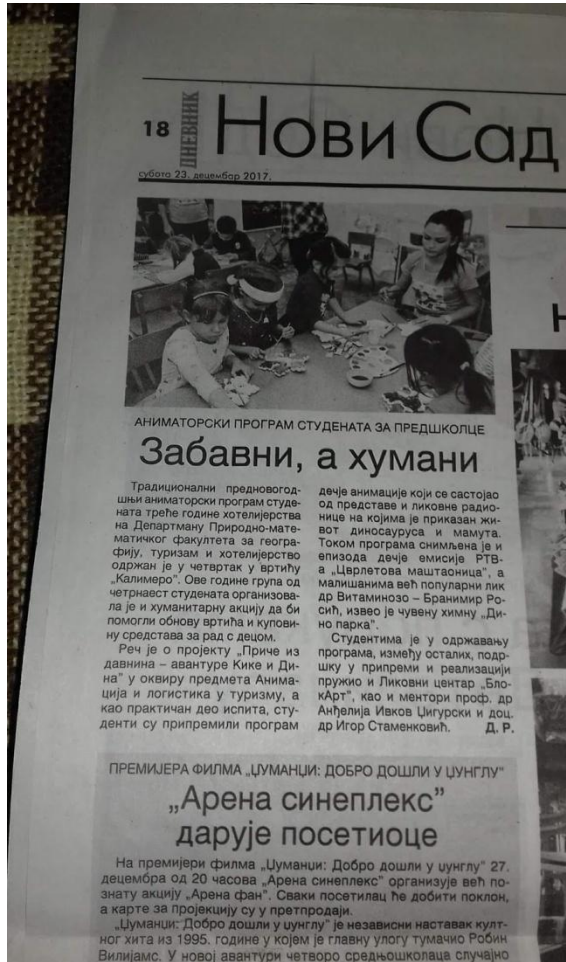 18
ДНЕВНИК
Нови Сад
субота 23. децембар 2017.
АНИМАТОРСКИ ПРОГРАМ СТУДЕНАТА ЗА ПРЕДШКОЛЦЕ
Забавни, а хумани
Традиционални предновогод-
шњи аниматорски програм студе-
ната треће године хотелијерства
на Департману Природно-мате-
матичког факултета за геогра-
фију, туризам и хотелијерство
одржан је у четвртак у вртићу
„Калимеро”. Ове године група од
четрнаест студената организова-
ла је и хуманитарну акцију да би
помогли обнову вртића и купови-
ну средстава за рад с децом.
Реч је о пројекту „Приче из
давнина – авантуре Кике и Ди-
на” у оквиру предмета Анима-
ција и логистика у туризму, а
као практичан део испита, сту-
денти су припремили програм
дечје анимације који се састојао
од представе и ликовне радио-
нице на којима је приказан жи-
вот диносауруса и мамута.
Током програма снимљена је и
епизода дечје емисије РТВ-
а „Цврлетова маштаоница”, а
малишанима већ популарни лик
др Витаминозо – Бранимир Ро-
сић, извео је чувену химну „Ди-
но парка”.
Студентима је у одржавању
програма, између осталих, подр-
шку у припреми и реализацији
пружио и Ликовни центар „Бло-
кАрт”, као и ментори проф. др
Анђелија Ивков Џигурски и доц.
др Игор Стаменковић. Д. Р.
ПРЕМИЈЕРА ФИЛМА „ЏУМАНЏИ: ДОБРО ДОШЛИ У ЏУНГЛУ”
„Арена синеплекс”
дарује посетиоце
На премијери филма „Џуманџи: Добро дошли у џунглу” 27.
децембра од 20 часова „Арена синеплекс” организује већ по-
знату акцију „Арена фан”. Сваки посетилац ће добити поклон,
а карте за пројекцију су у претпродаји.
„Џуманџи: Добро дошли у џунглу” је независни наставак култ-
ног хита из 1995. године у којем је главну улогу тумачио Робин
Вилијамс. У новој авантури четворо средњошколаца случајно